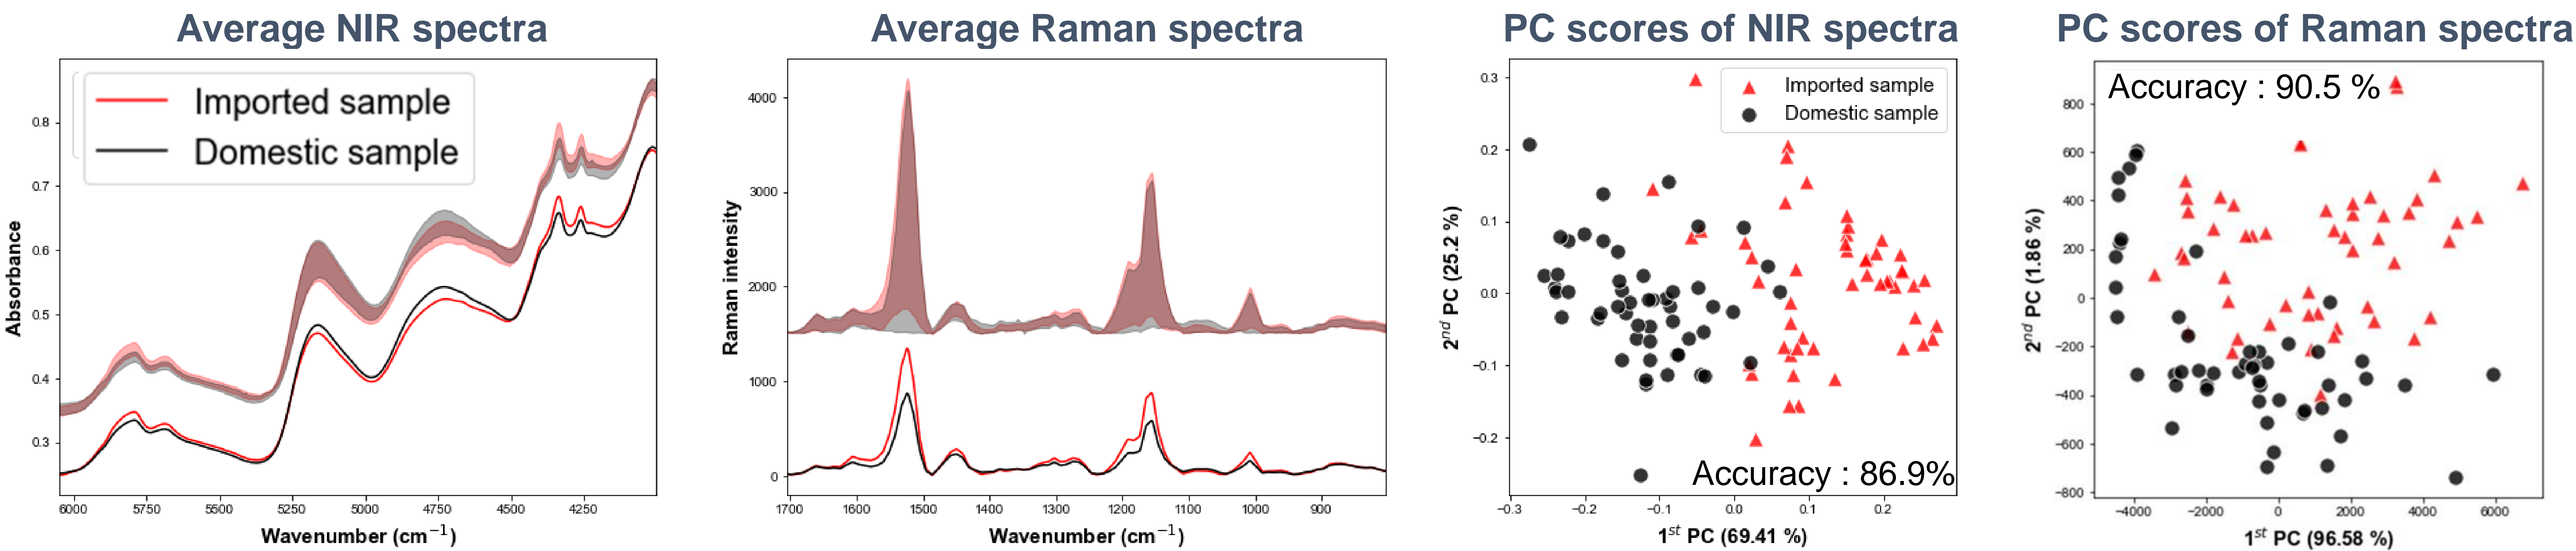 Average NIR spectra
Imported sample
Domestic sample
0.8
0.7
0.6
0.5
0.4
0.3
Absorbance
6000 5750 5500 5250 5000 4750 4500 4250
Wavenumber (cm⁻¹)
Average Raman spectra
4000
3000
2000
1000
0
Raman intensity
1700 1600 1500 1400 1300 1200 1100 1000 900
Wavenumber (cm⁻¹)
PC scores of NIR spectra
Imported sample
Domestic sample
0.3
0.2
0.1
0.0
−0.1
−0.2
2ⁿᵈ PC (25.2 %)
Accuracy : 86.9%
−0.3 −0.2 −0.1 0.0 0.1 0.2
1ˢᵗ PC (69.41 %)
PC scores of Raman spectra
Accuracy : 90.5 %
800
600
400
200
0
−200
−400
−600
−800
2ⁿᵈ PC (1.86 %)
−4000 −2000 0 2000 4000 6000
1ˢᵗ PC (96.58 %)